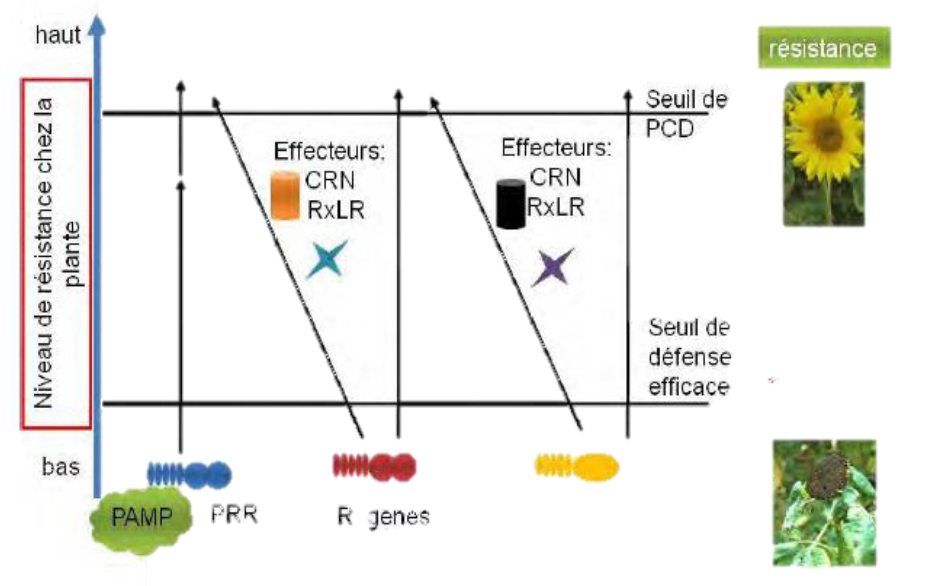 haut
résistance
Niveau de résistance chez la
plante
Seuil de
PCD
Effecteurs:
CRN
RxLR
Effecteurs:
CRN
RxLR
Seuil de
défense
efficace
bas
PAMP
PRR
R genes